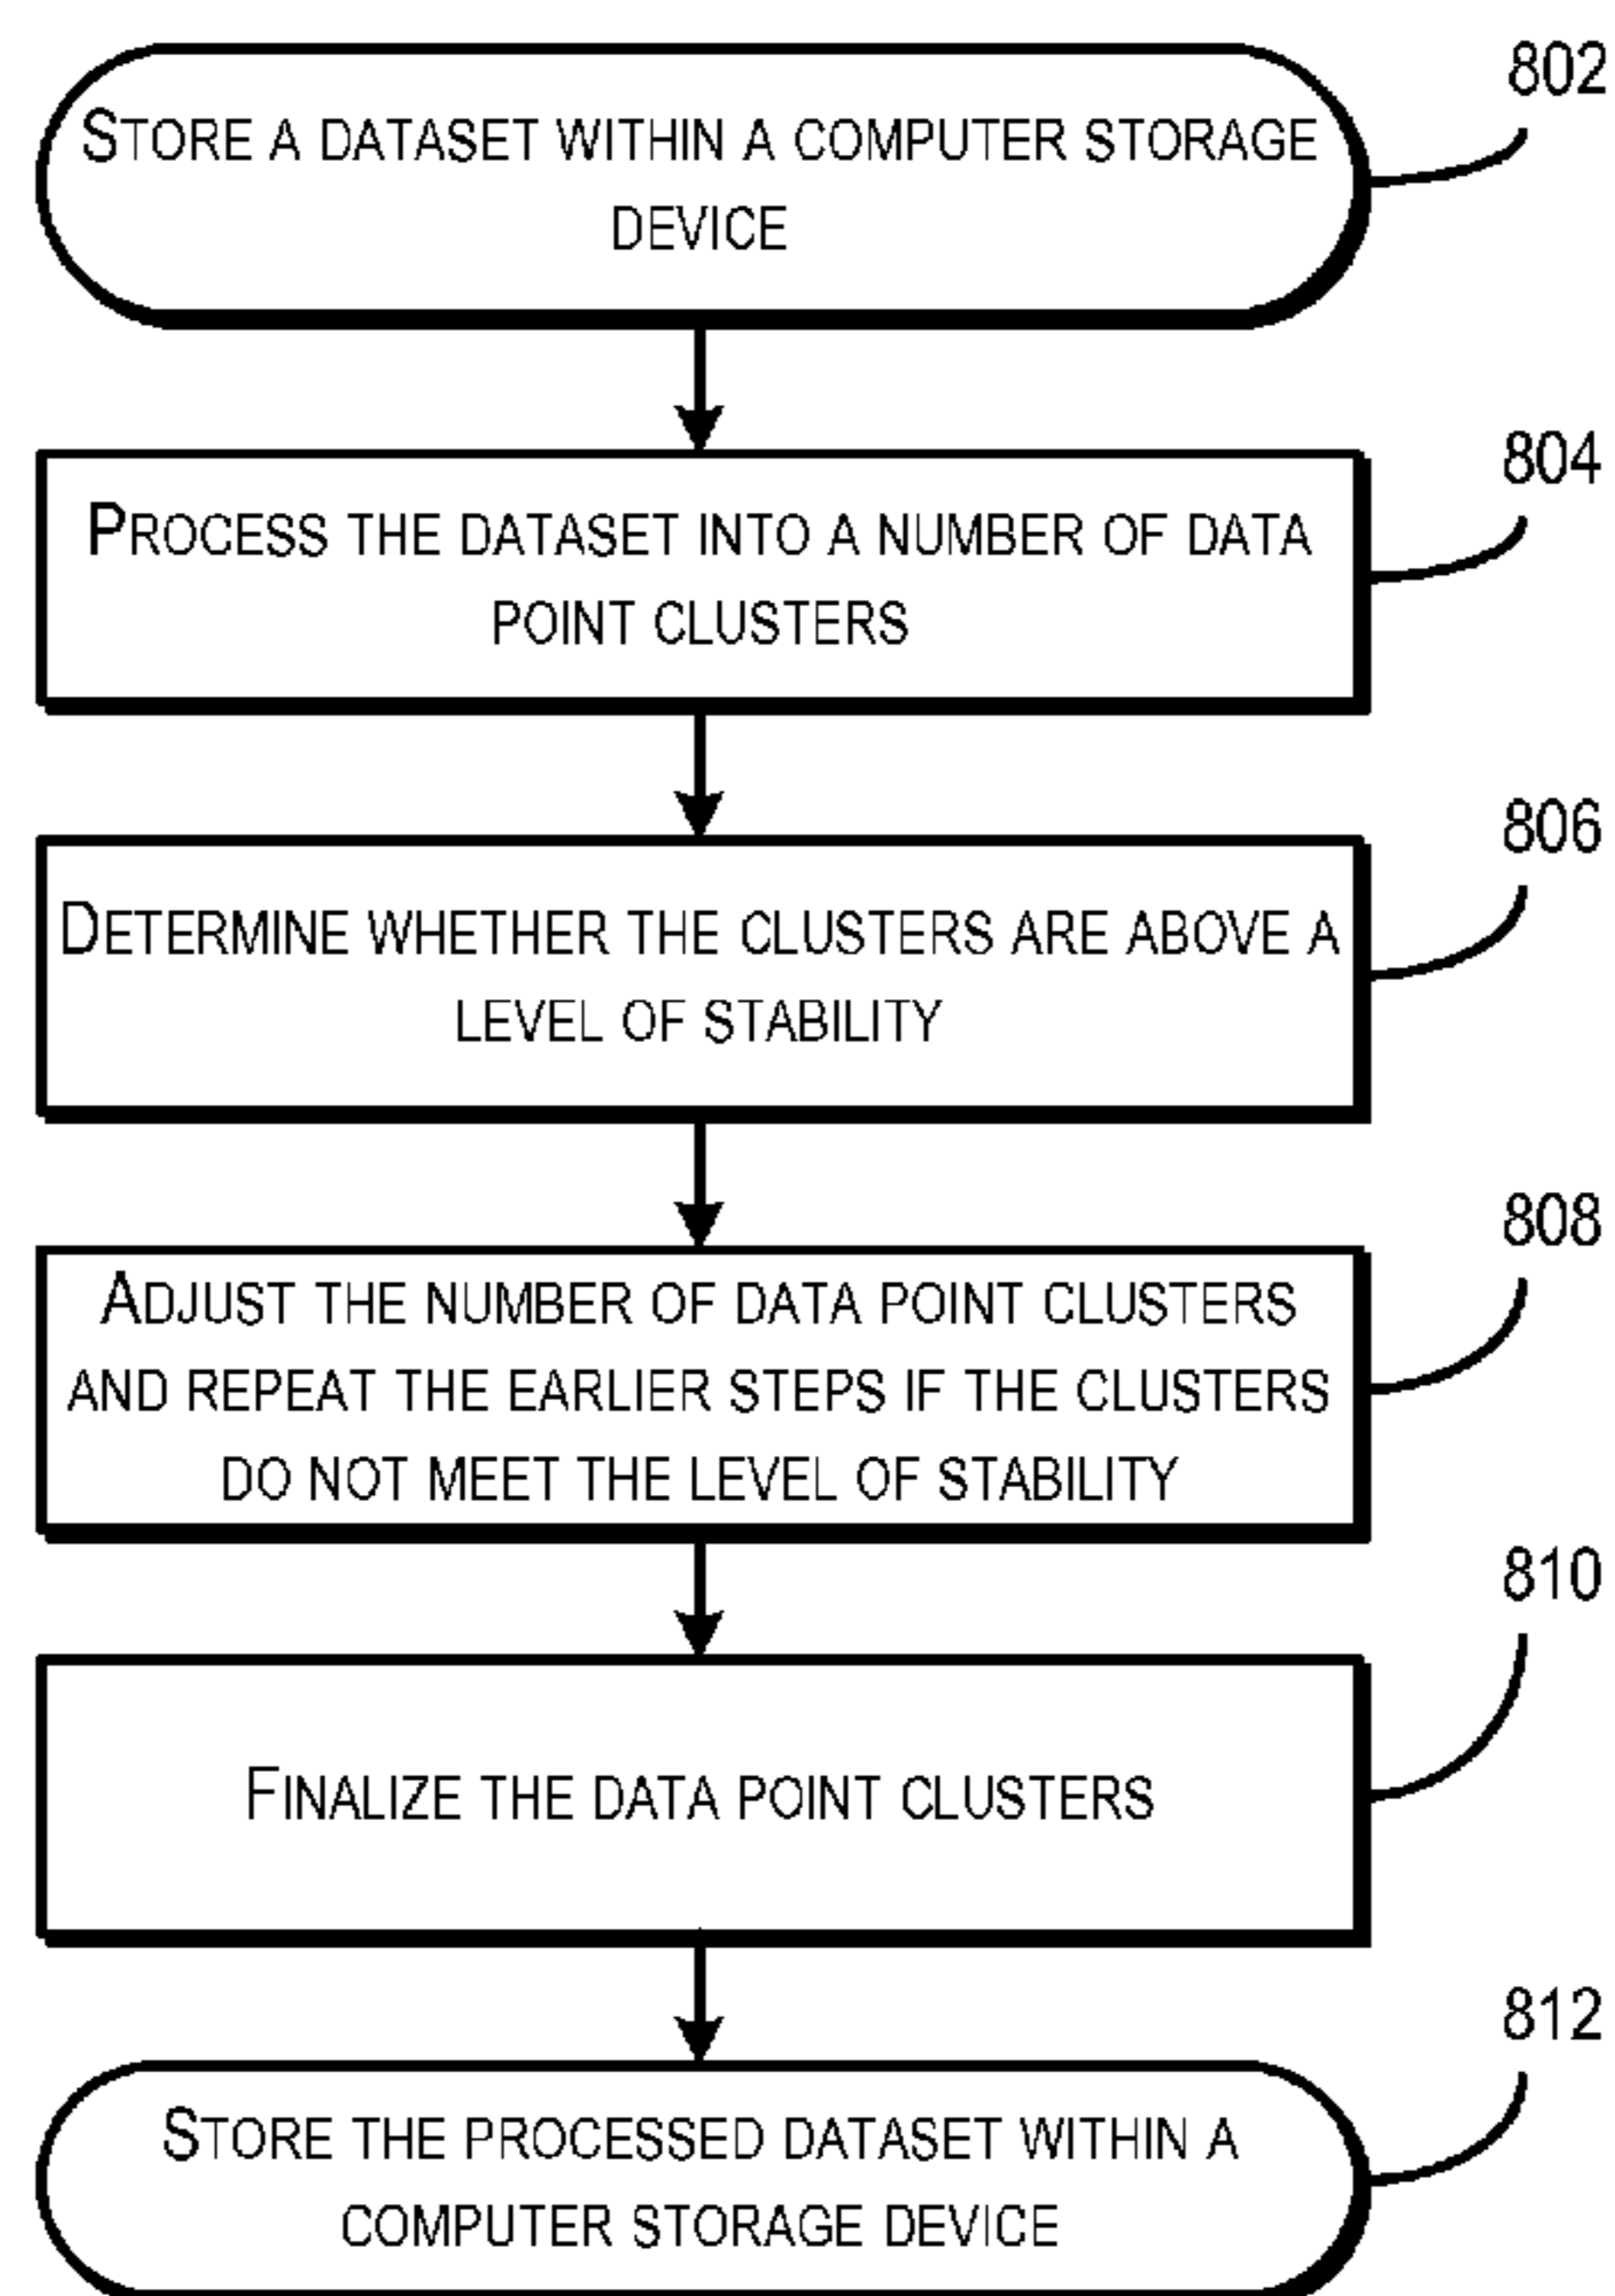 STORE A DATASET WITHIN A COMPUTER STORAGE
DEVICE
802
PROCESS THE DATASET INTO A NUMBER OF DATA
POINT CLUSTERS
804
DETERMINE WHETHER THE CLUSTERS ARE ABOVE A
LEVEL OF STABILITY
806
ADJUST THE NUMBER OF DATA POINT CLUSTERS
AND REPEAT THE EARLIER STEPS IF THE CLUSTERS
DO NOT MEET THE LEVEL OF STABILITY
808
FINALIZE THE DATA POINT CLUSTERS
810
STORE THE PROCESSED DATASET WITHIN A
COMPUTER STORAGE DEVICE
812